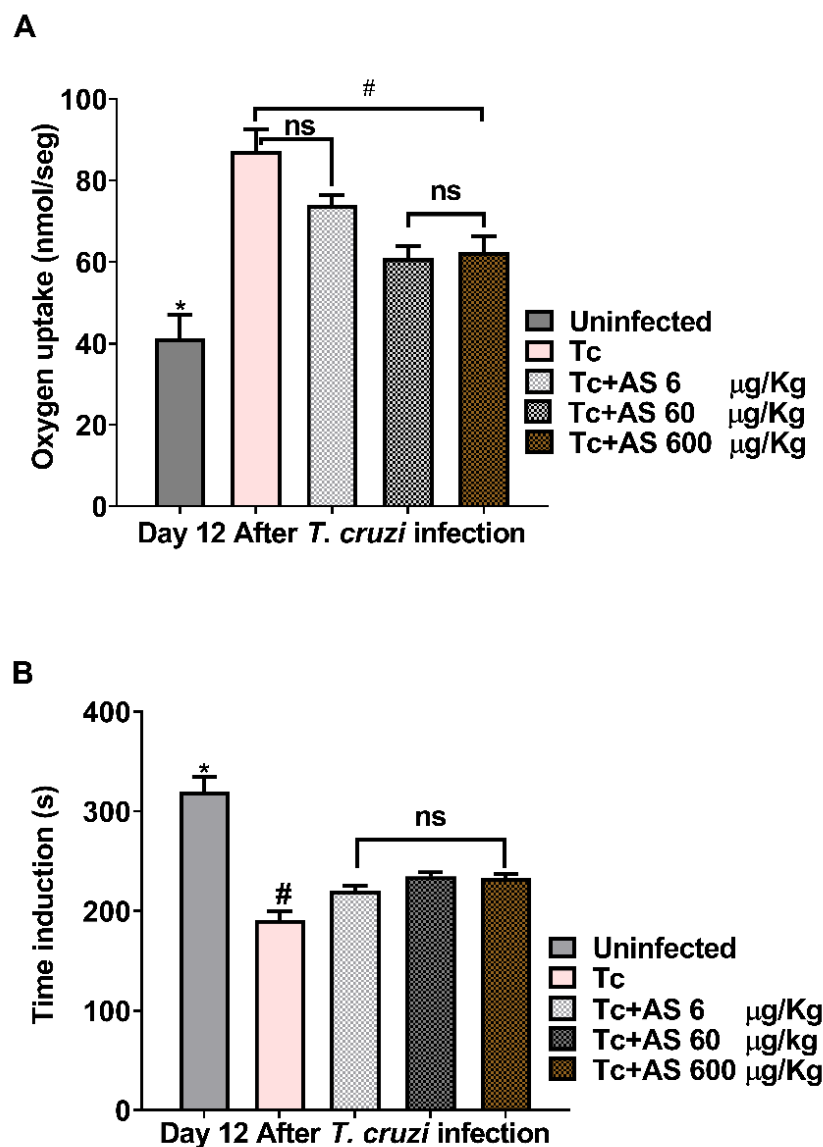 A
#
100
ns
80
ns
60
*
40
20
0
Oxygen uptake (nmol/seg)
Uninfected
Tc
Tc+AS 6 μg/Kg
Tc+AS 60 μg/Kg
Tc+AS 600 μg/Kg
Day 12 After T. cruzi infection
B
400
*
300
ns
#
200
100
0
Time induction (s)
Uninfected
Tc
Tc+AS 6 μg/Kg
Tc+AS 60 μg/kg
Tc+AS 600 μg/Kg
Day 12 After T. cruzi infection